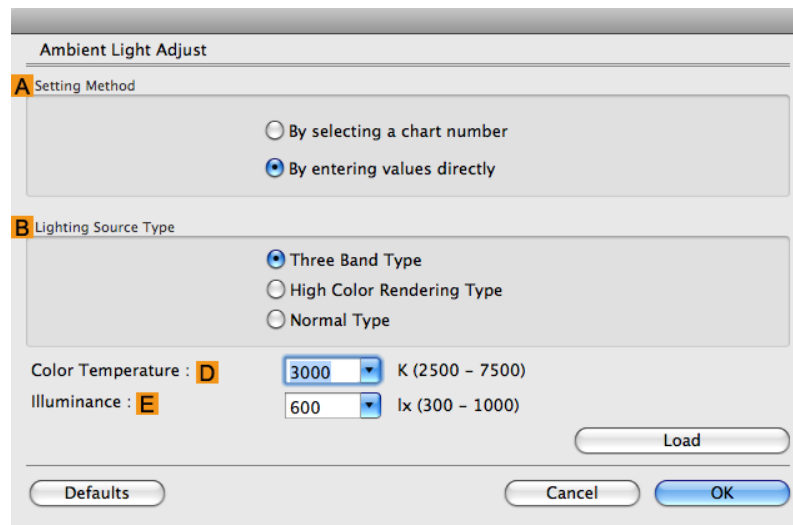 Ambient Light Adjust
A Setting Method
By selecting a chart number
By entering values directly
B Lighting Source Type
Three Band Type
High Color Rendering Type
Normal Type
Color Temperature : D 3000 K (2500 – 7500)
Illuminance : E 600 lx (300 – 1000)
Load
Defaults Cancel OK